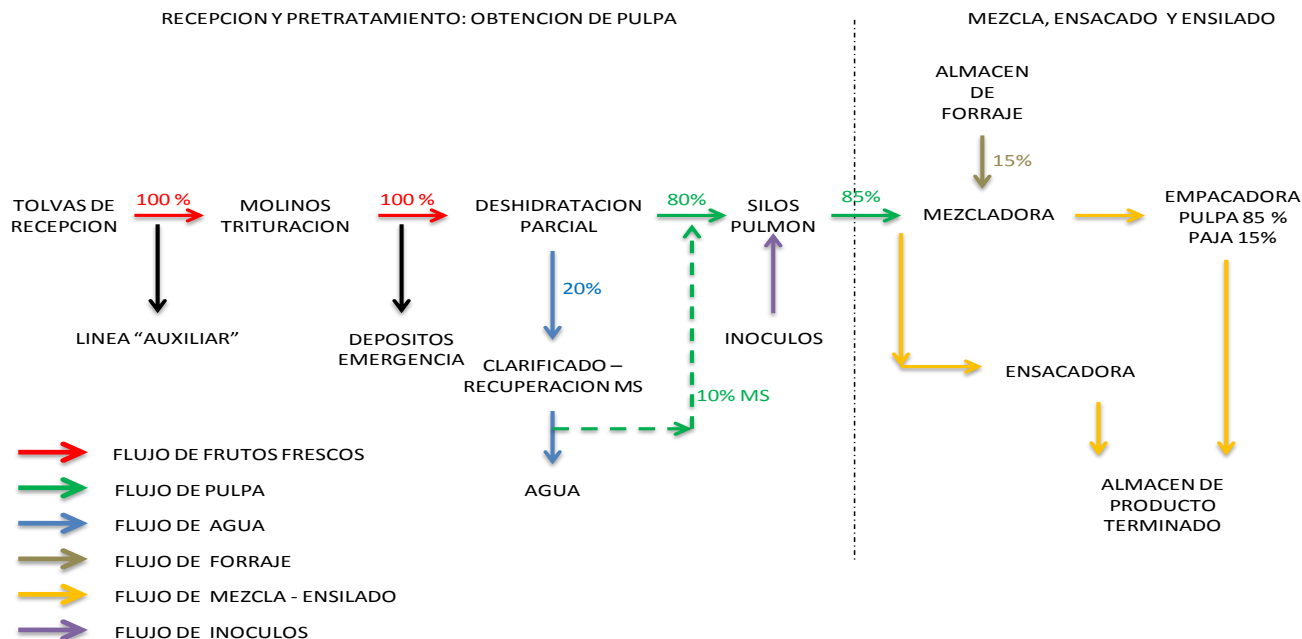 RECEPCION Y PRETRATAMIENTO: OBTENCION DE PULPA
MEZCLA, ENSACADO Y ENSILADO
ALMACEN
DE
FORRAJE
15%
TOLVAS DE
RECEPCION
100 %
MOLINOS
TRITURACION
100 %
DESHIDRATACION
PARCIAL
80%
SILOS
PULMON
85%
MEZCLADORA
EMPACADORA
PULPA 85 %
PAJA 15%
20%
LINEA “AUXILIAR”
DEPOSITOS
EMERGENCIA
CLARIFICADO –
RECUPERACION MS
INOCULOS
ENSACADORA
10% MS
AGUA
ALMACEN DE
PRODUCTO
TERMINADO
FLUJO DE FRUTOS FRESCOS
FLUJO DE PULPA
FLUJO DE AGUA
FLUJO DE FORRAJE
FLUJO DE MEZCLA - ENSILADO
FLUJO DE INOCULOS